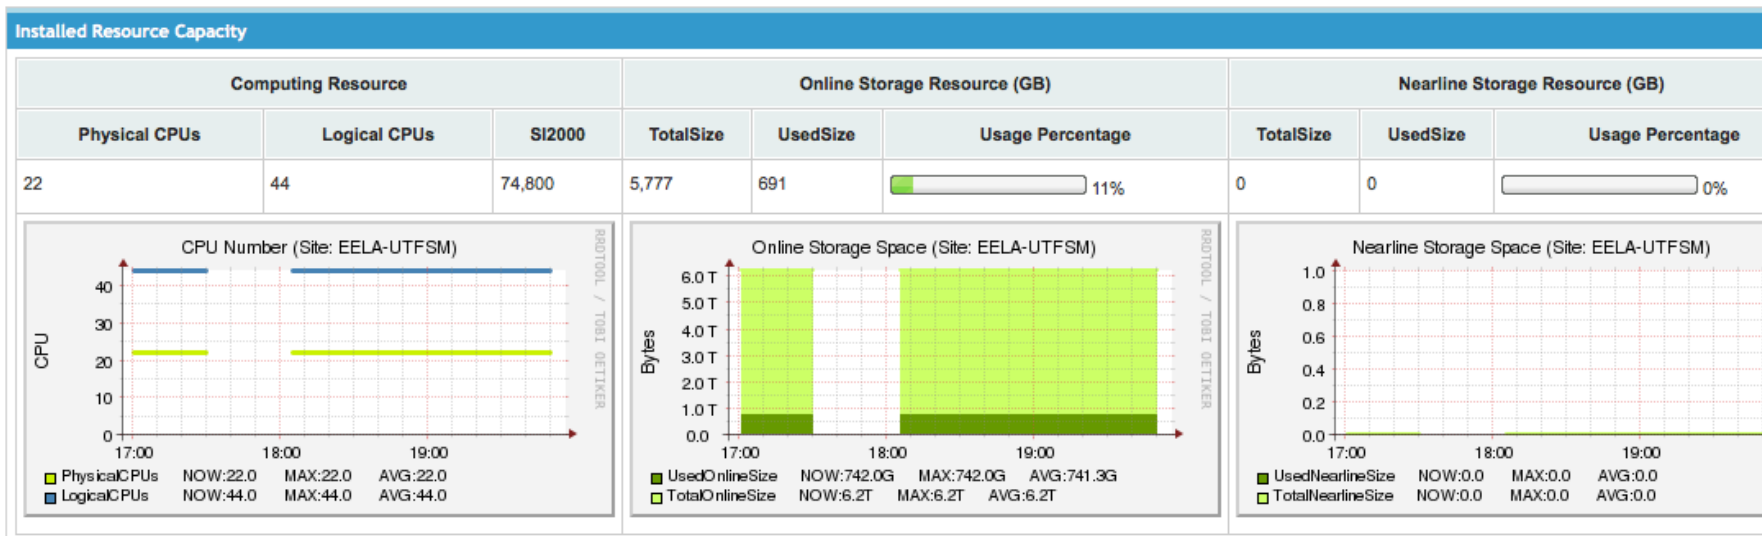 Installed Resource Capacity
Computing Resource Online Storage Resource (GB) Nearline Storage Resource (GB)
Physical CPUs Logical CPUs SI2000 TotalSize UsedSize Usage Percentage TotalSize UsedSize Usage Percentage
22 44 74,800 5,777 691 11% 0 0 0%
CPU Number (Site: EELA-UTFSM)
40
30
20
10
0
CPU
17:00 18:00 19:00
PhysicalCPUs NOW:22.0 MAX:22.0 AVG:22.0
LogicalCPUs NOW:44.0 MAX:44.0 AVG:44.0
RRDTOOL / TOBI OETIKER
Online Storage Space (Site: EELA-UTFSM)
6.0 T
5.0 T
4.0 T
3.0 T
2.0 T
1.0 T
0.0
Bytes
17:00 18:00 19:00
UsedOnlineSize NOW:742.0G MAX:742.0G AVG:741.3G
TotalOnlineSize NOW:6.2T MAX:6.2T AVG:6.2T
RRDTOOL / TOBI OETIKER
Nearline Storage Space (Site: EELA-UTFSM)
1.0
0.8
0.6
0.4
0.2
0.0
Bytes
17:00 18:00 19:00
UsedNearlineSize NOW:0.0 MAX:0.0 AVG:0.0
TotalNearlineSize NOW:0.0 MAX:0.0 AVG:0.0